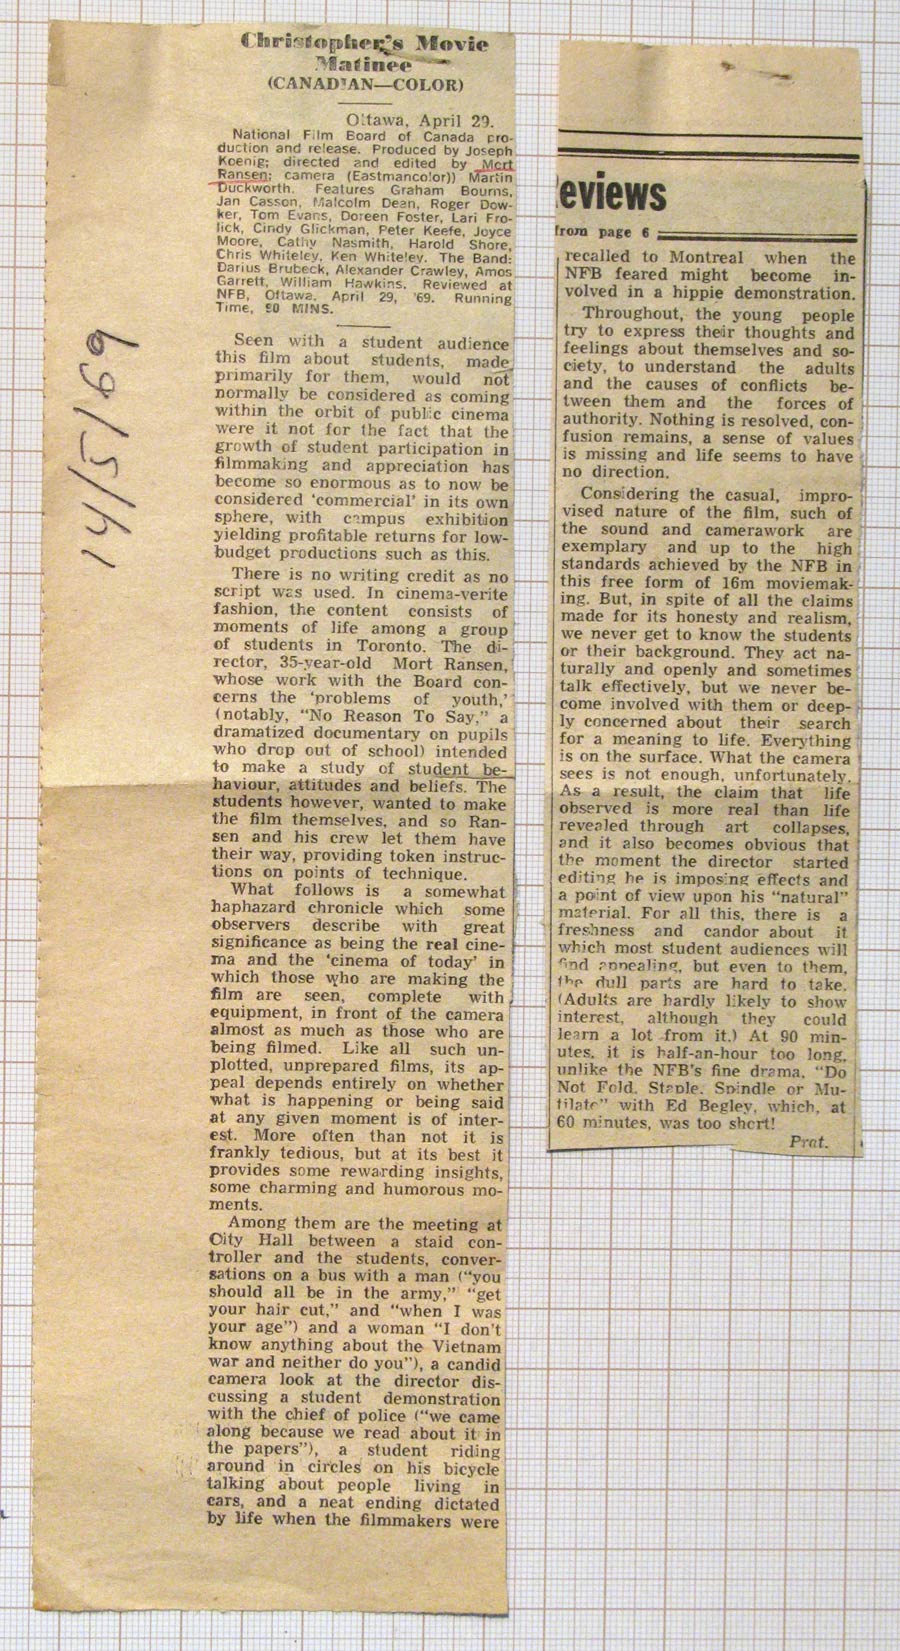 Christopher's Movie
Matinee
(CANADIAN—COLOR)
Ottawa, April 29.
National Film Board of Canada pro-
duction and release. Produced by Joseph
Koenig; directed and edited by Mort
Ransen; camera (Eastmancolor)) Martin
Duckworth. Features Graham Bourns,
Jan Casson, Malcolm Dean, Roger Dow-
ker, Tom Evans, Doreen Foster, Lari Fro-
lick, Cindy Glickman, Peter Keefe, Joyce
Moore, Cathy Nasmith, Harold Shore,
Chris Whiteley, Ken Whiteley. The Band:
Darius Brubeck, Alexander Crawley, Amos
Garrett, William Hawkins. Reviewed at
NFB, Ottawa, April 29, '69. Running
Time, 90 MINS.
Seen with a student audience
this film about students, made
primarily for them, would not
normally be considered as coming
within the orbit of public cinema
were it not for the fact that the
growth of student participation in
filmmaking and appreciation has
become so enormous as to now be
considered 'commercial' in its own
sphere, with campus exhibition
yielding profitable returns for low-
budget productions such as this.
There is no writing credit as no
script was used. In cinema-verite
fashion, the content consists of
moments of life among a group
of students in Toronto. The di-
rector, 35-year-old Mort Ransen,
whose work with the Board con-
cerns the 'problems of youth,'
(notably, "No Reason To Say," a
dramatized documentary on pupils
who drop out of school) intended
to make a study of student be-
haviour, attitudes and beliefs. The
students however, wanted to make
the film themselves, and so Ran-
sen and his crew let them have
their way, providing token instruc-
tions on points of technique.
What follows is a somewhat
haphazard chronicle which some
observers describe with great
significance as being the real cine-
ma and the 'cinema of today' in
which those who are making the
film are seen, complete with
equipment, in front of the camera
almost as much as those who are
being filmed. Like all such un-
plotted, unprepared films, its ap-
peal depends entirely on whether
what is happening or being said
at any given moment is of inter-
est. More often than not it is
frankly tedious, but at its best it
provides some rewarding insights,
some charming and humorous mo-
ments.
Among them are the meeting at
City Hall between a staid con-
troller and the students, conver-
sations on a bus with a man ("you
should all be in the army," "get
your hair cut," and "when I was
your age") and a woman "I don't
know anything about the Vietnam
war and neither do you"), a candid
camera look at the director dis-
cussing a student demonstration
with the chief of police ("we came
along because we read about it in
the papers"), a student riding
around in circles on his bicycle
talking about people living in
cars, and a neat ending dictated
by life when the filmmakers were
14/5/69
eviews
from page 6
recalled to Montreal when the
NFB feared might become in-
volved in a hippie demonstration.
Throughout, the young people
try to express their thoughts and
feelings about themselves and so-
ciety, to understand the adults
and the causes of conflicts be-
tween them and the forces of
authority. Nothing is resolved, con-
fusion remains, a sense of values
is missing and life seems to have
no direction.
Considering the casual, impro-
vised nature of the film, such of
the sound and camerawork are
exemplary and up to the high
standards achieved by the NFB in
this free form of 16m moviemak-
ing. But, in spite of all the claims
made for its honesty and realism,
we never get to know the students
or their background. They act na-
turally and openly and sometimes
talk effectively, but we never be-
come involved with them or deep-
ly concerned about their search
for a meaning to life. Everything
is on the surface. What the camera
sees is not enough, unfortunately.
As a result, the claim that life
observed is more real than life
revealed through art collapses,
and it also becomes obvious that
the moment the director started
editing he is imposing effects and
a point of view upon his "natural"
material. For all this, there is a
freshness and candor about it
which most student audiences will
find appealing, but even to them,
the dull parts are hard to take.
(Adults are hardly likely to show
interest, although they could
learn a lot from it.) At 90 min-
utes, it is half-an-hour too long,
unlike the NFB's fine drama, "Do
Not Fold, Staple, Spindle or Mu-
tilate" with Ed Begley, which, at
60 minutes, was too short!
Prat.